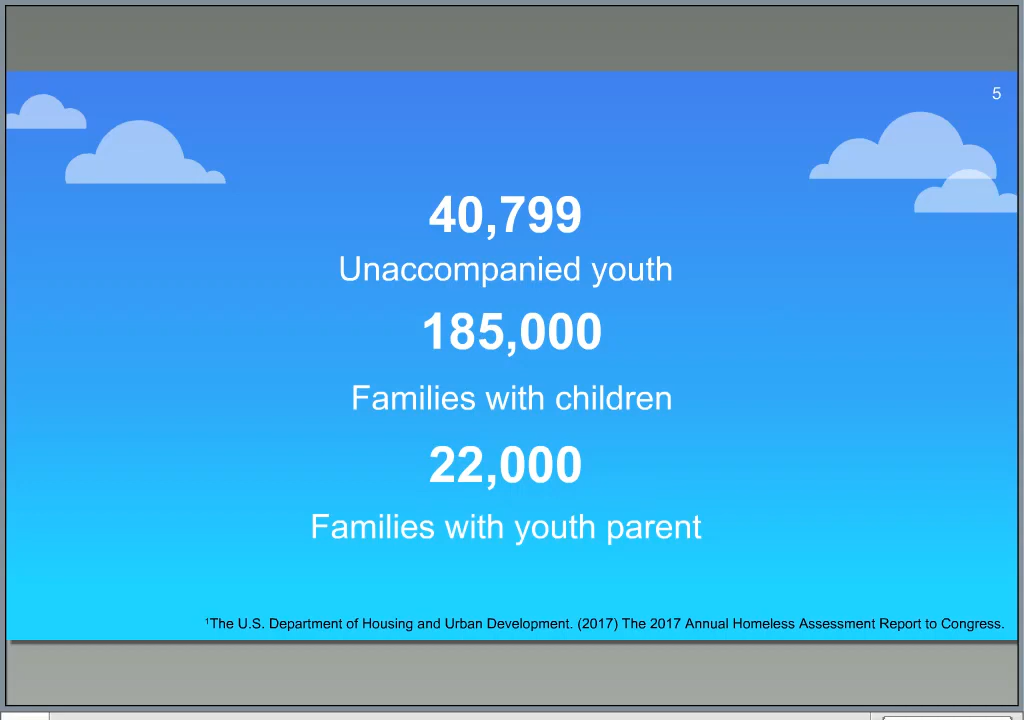 5
40,799
Unaccompanied youth
185,000
Families with children
22,000
Families with youth parent
¹The U.S. Department of Housing and Urban Development. (2017) The 2017 Annual Homeless Assessment Report to Congress.